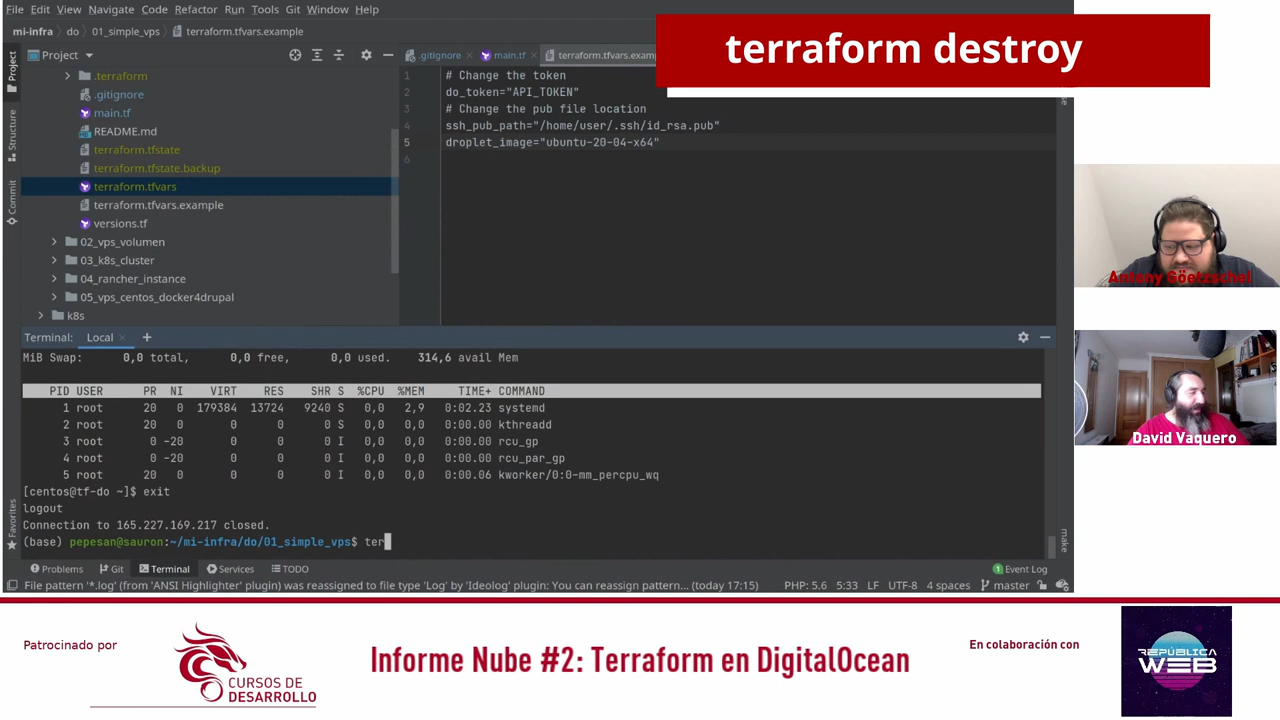 File Edit View Navigate Code Refactor Run Tools Git Window Help
terraform destroy
mi-infra do 01_simple_vps terraform.tfvars.example
Project
.gitignore main.tf terraform.tfvars.examp
Project
Structure
Commit
Favorites
.terraform
.gitignore
main.tf
README.md
terraform.tfstate
terraform.tfstate.backup
terraform.tfvars
terraform.tfvars.example
versions.tf
02_vps_volumen
03_k8s_cluster
04_rancher_instance
05_vps_centos_docker4drupal
k8s
1 # Change the token
2 do_token="API_TOKEN"
3 # Change the pub file location
4 ssh_pub_path="/home/user/.ssh/id_rsa.pub"
5 droplet_image="ubuntu-20-04-x64"
6
Antony Göetzschel
David Vaquero
Terminal: Local +
MiB Swap: 0,0 total, 0,0 free, 0,0 used. 314,6 avail Mem
PID USER PR NI VIRT RES SHR S %CPU %MEM TIME+ COMMAND
1 root 20 0 179384 13724 9240 S 0,0 2,9 0:02.23 systemd
2 root 20 0 0 0 0 S 0,0 0,0 0:00.00 kthreadd
3 root 0 -20 0 0 0 I 0,0 0,0 0:00.00 rcu_gp
4 root 0 -20 0 0 0 I 0,0 0,0 0:00.00 rcu_par_gp
5 root 20 0 0 0 0 I 0,0 0,0 0:00.06 kworker/0:0-mm_percpu_wq
[centos@tf-do ~]$ exit
logout
Connection to 165.227.169.217 closed.
(base) pepesan@sauron:~/mi-infra/do/01_simple_vps$ ter
make
Problems Git Terminal Services TODO
1 Event Log
File pattern '*.log' (from 'ANSI Highlighter' plugin) was reassigned to file type 'Log' by 'Ideolog' plugin: You can reassign pattern... (today 17:15) PHP: 5.6 5:33 LF UTF-8 4 spaces master
Patrocinado por
CURSOS DE
DESARROLLO
Informe Nube #2: Terraform en DigitalOcean
En colaboración con
REPÚBLICA
WEB